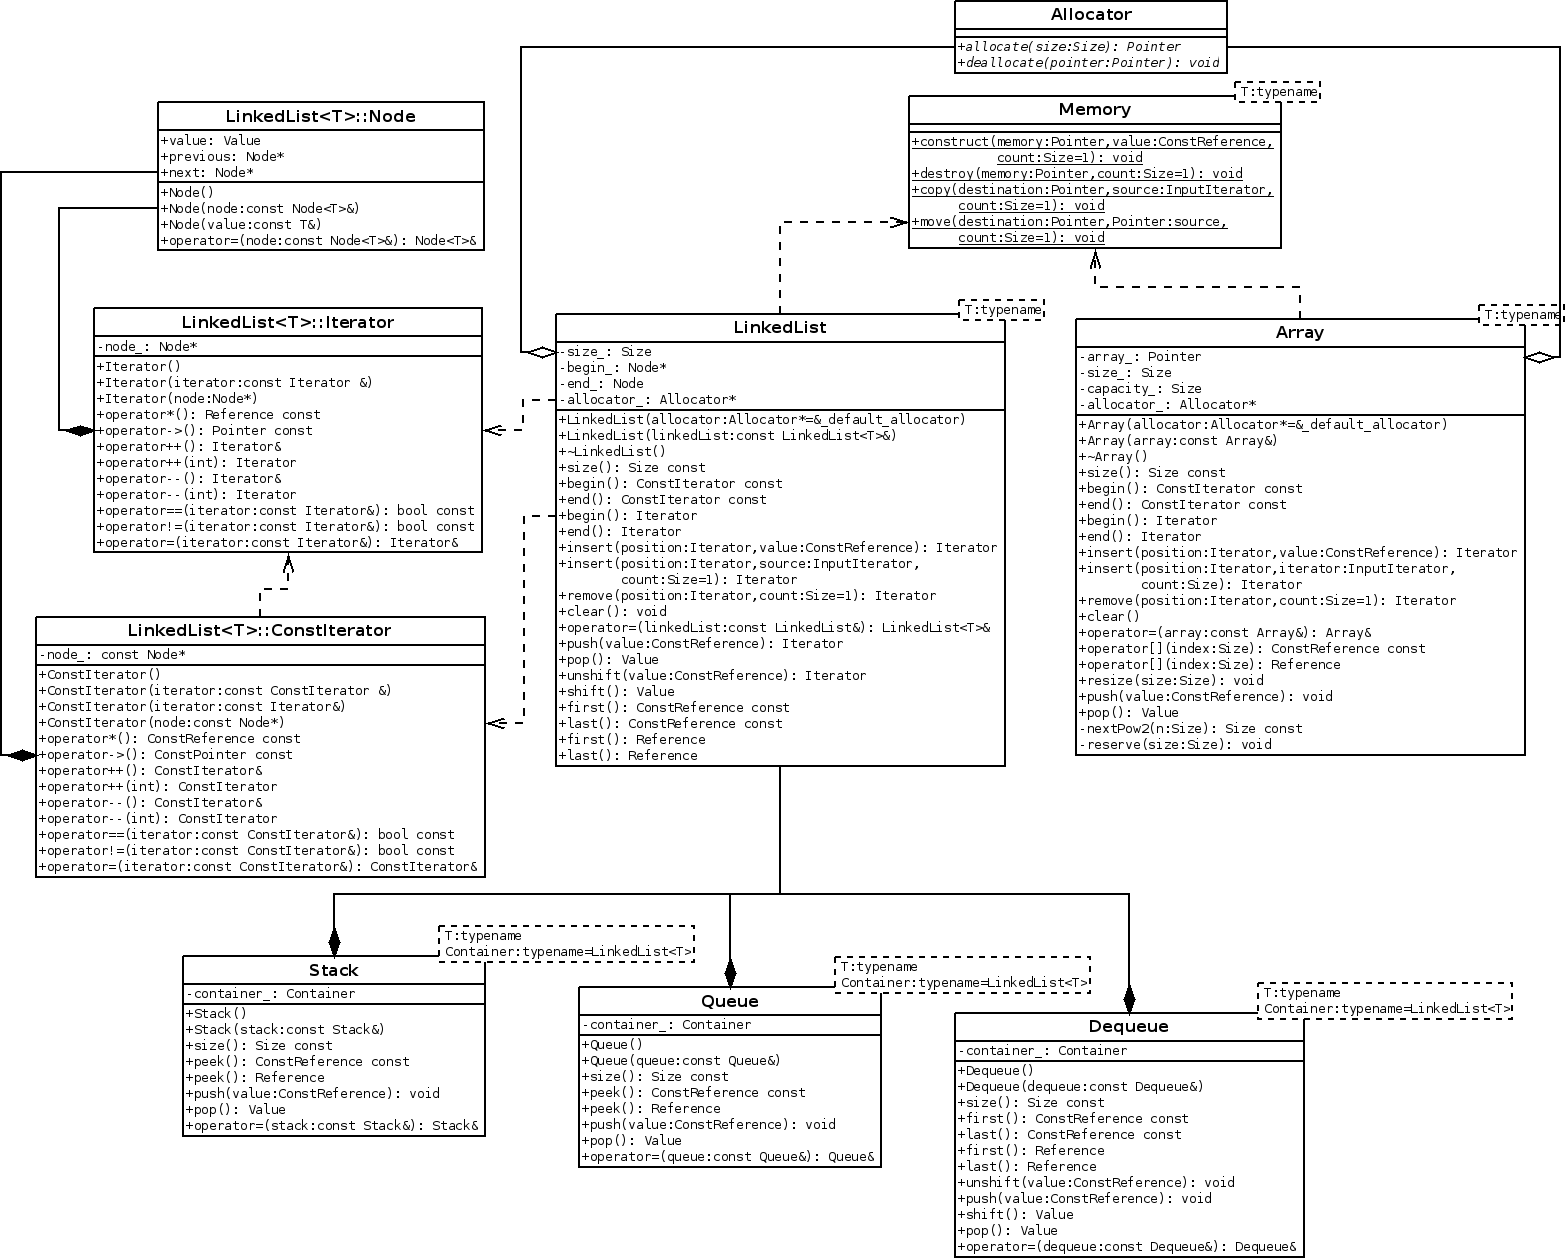 Allocator
+allocate(size:Size): Pointer
+deallocate(pointer:Pointer): void
T:typename
Memory
+construct(memory:Pointer,value:ConstReference,
count:Size=1): void
+destroy(memory:Pointer,count:Size=1): void
+copy(destination:Pointer,source:InputIterator,
count:Size=1): void
+move(destination:Pointer,Pointer:source,
count:Size=1): void
LinkedList<T>::Node
+value: Value
+previous: Node*
+next: Node*
+Node()
+Node(node:const Node<T>&)
+Node(value:const T&)
+operator=(node:const Node<T>&): Node<T>&
LinkedList<T>::Iterator
-node_: Node*
+Iterator()
+Iterator(iterator:const Iterator &)
+Iterator(node:Node*)
+operator*(): Reference const
+operator->(): Pointer const
+operator++(): Iterator&
+operator++(int): Iterator
+operator--(): Iterator&
+operator--(int): Iterator
+operator==(iterator:const Iterator&): bool const
+operator!=(iterator:const Iterator&): bool const
+operator=(iterator:const Iterator&): Iterator&
T:typename
LinkedList
-size_: Size
-begin_: Node*
-end_: Node
-allocator_: Allocator*
+LinkedList(allocator:Allocator*=&_default_allocator)
+LinkedList(linkedList:const LinkedList<T>&)
+~LinkedList()
+size(): Size const
+begin(): ConstIterator const
+end(): ConstIterator const
+begin(): Iterator
+end(): Iterator
+insert(position:Iterator,value:ConstReference): Iterator
+insert(position:Iterator,source:InputIterator,
count:Size=1): Iterator
+remove(position:Iterator,count:Size=1): Iterator
+clear(): void
+operator=(linkedList:const LinkedList&): LinkedList<T>&
+push(value:ConstReference): Iterator
+pop(): Value
+unshift(value:ConstReference): Iterator
+shift(): Value
+first(): ConstReference const
+last(): ConstReference const
+first(): Reference
+last(): Reference
T:typename
Array
-array_: Pointer
-size_: Size
-capacity_: Size
-allocator_: Allocator*
+Array(allocator:Allocator*=&_default_allocator)
+Array(array:const Array&)
+~Array()
+size(): Size const
+begin(): ConstIterator const
+end(): ConstIterator const
+begin(): Iterator
+end(): Iterator
+insert(position:Iterator,value:ConstReference): Iterator
+insert(position:Iterator,iterator:InputIterator,
count:Size): Iterator
+remove(position:Iterator,count:Size=1): Iterator
+clear()
+operator=(array:const Array&): Array&
+operator[](index:Size): ConstReference const
+operator[](index:Size): Reference
+resize(size:Size): void
+push(value:ConstReference): void
+pop(): Value
-nextPow2(n:Size): Size const
-reserve(size:Size): void
LinkedList<T>::ConstIterator
-node_: const Node*
+ConstIterator()
+ConstIterator(iterator:const ConstIterator &)
+ConstIterator(iterator:const Iterator&)
+ConstIterator(node:const Node*)
+operator*(): ConstReference const
+operator->(): ConstPointer const
+operator++(): ConstIterator&
+operator++(int): ConstIterator
+operator--(): ConstIterator&
+operator--(int): ConstIterator
+operator==(iterator:const ConstIterator&): bool const
+operator!=(iterator:const ConstIterator&): bool const
+operator=(iterator:const ConstIterator&): ConstIterator&
T:typename
Container:typename=LinkedList<T>
Stack
-container_: Container
+Stack()
+Stack(stack:const Stack&)
+size(): Size const
+peek(): ConstReference const
+peek(): Reference
+push(value:ConstReference): void
+pop(): Value
+operator=(stack:const Stack&): Stack&
T:typename
Container:typename=LinkedList<T>
Queue
-container_: Container
+Queue()
+Queue(queue:const Queue&)
+size(): Size const
+peek(): ConstReference const
+peek(): Reference
+push(value:ConstReference): void
+pop(): Value
+operator=(queue:const Queue&): Queue&
T:typename
Container:typename=LinkedList<T>
Dequeue
-container_: Container
+Dequeue()
+Dequeue(dequeue:const Dequeue&)
+size(): Size const
+first(): ConstReference const
+last(): ConstReference const
+first(): Reference
+last(): Reference
+unshift(value:ConstReference): void
+push(value:ConstReference): void
+shift(): Value
+pop(): Value
+operator=(dequeue:const Dequeue&): Dequeue&